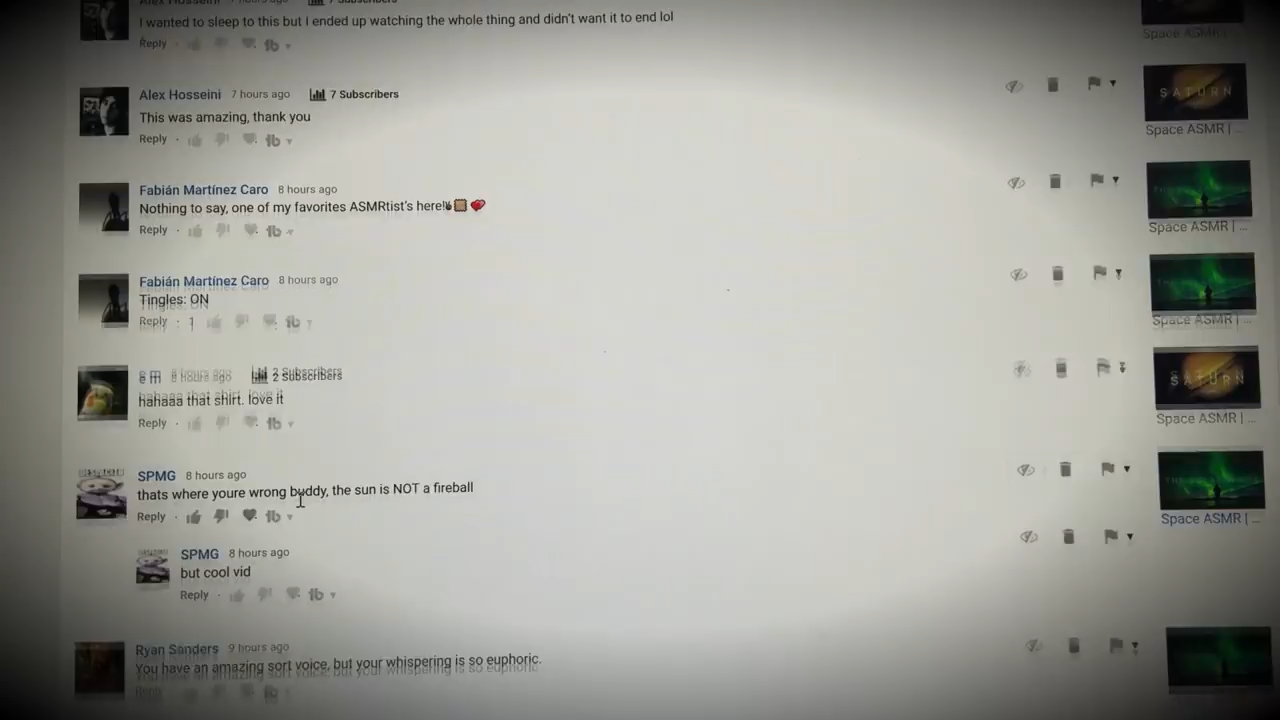 I wanted to sleep to this but i ended up watching the whole thing and didn't want it to end lol
Reply
Space ASMR | ...
Alex Hosseini 7 hours ago 7 Subscribers
This was amazing, thank you
Reply
SATURN
Space ASMR | ...
Fabián Martínez Caro 8 hours ago
Nothing to say, one of my favorites ASMRtist's here!
Reply
Space ASMR | ...
Fabián Martínez Caro 8 hours ago
Tingles: ON
Reply 1
Space ASMR | ...
8 hours ago 2 Subscribers
hahaaa that shirt. love it
Reply
SATURN
Space ASMR | ...
SPMG 8 hours ago
thats where youre wrong buddy, the sun is NOT a fireball
Reply
Space ASMR | ...
SPMG 8 hours ago
but cool vid
Reply
Ryan Sanders 9 hours ago
You have an amazing sort voice, but your whispering is so euphoric.
Reply